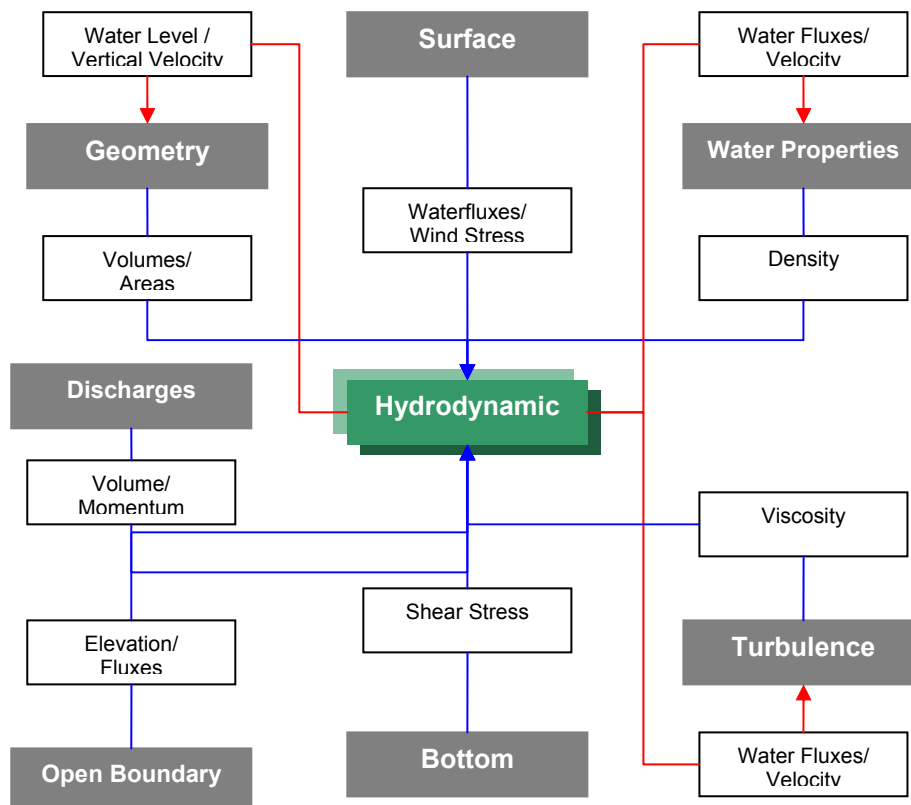 Water Level /
Vertical Velocity
Surface
Water Fluxes/
Velocity
Geometry
Water Properties
Waterfluxes/
Wind Stress
Volumes/
Areas
Density
Discharges
Hydrodynamic
Volume/
Momentum
Viscosity
Shear Stress
Elevation/
Fluxes
Turbulence
Open Boundary
Bottom
Water Fluxes/
Velocity